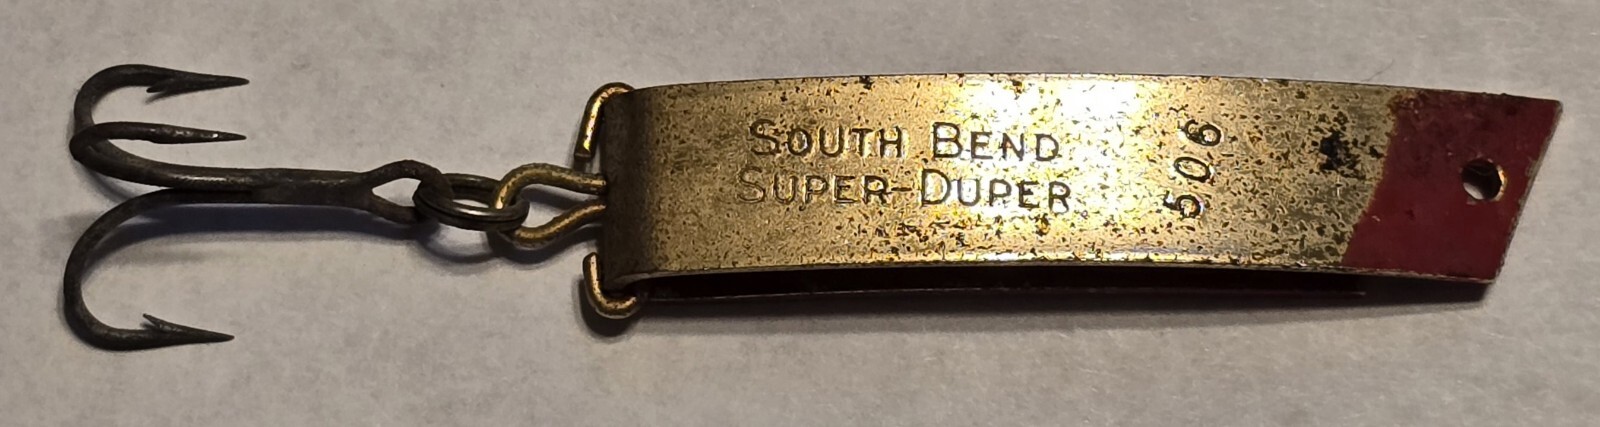 SOUTH BEND
SUPER-DUPER
506